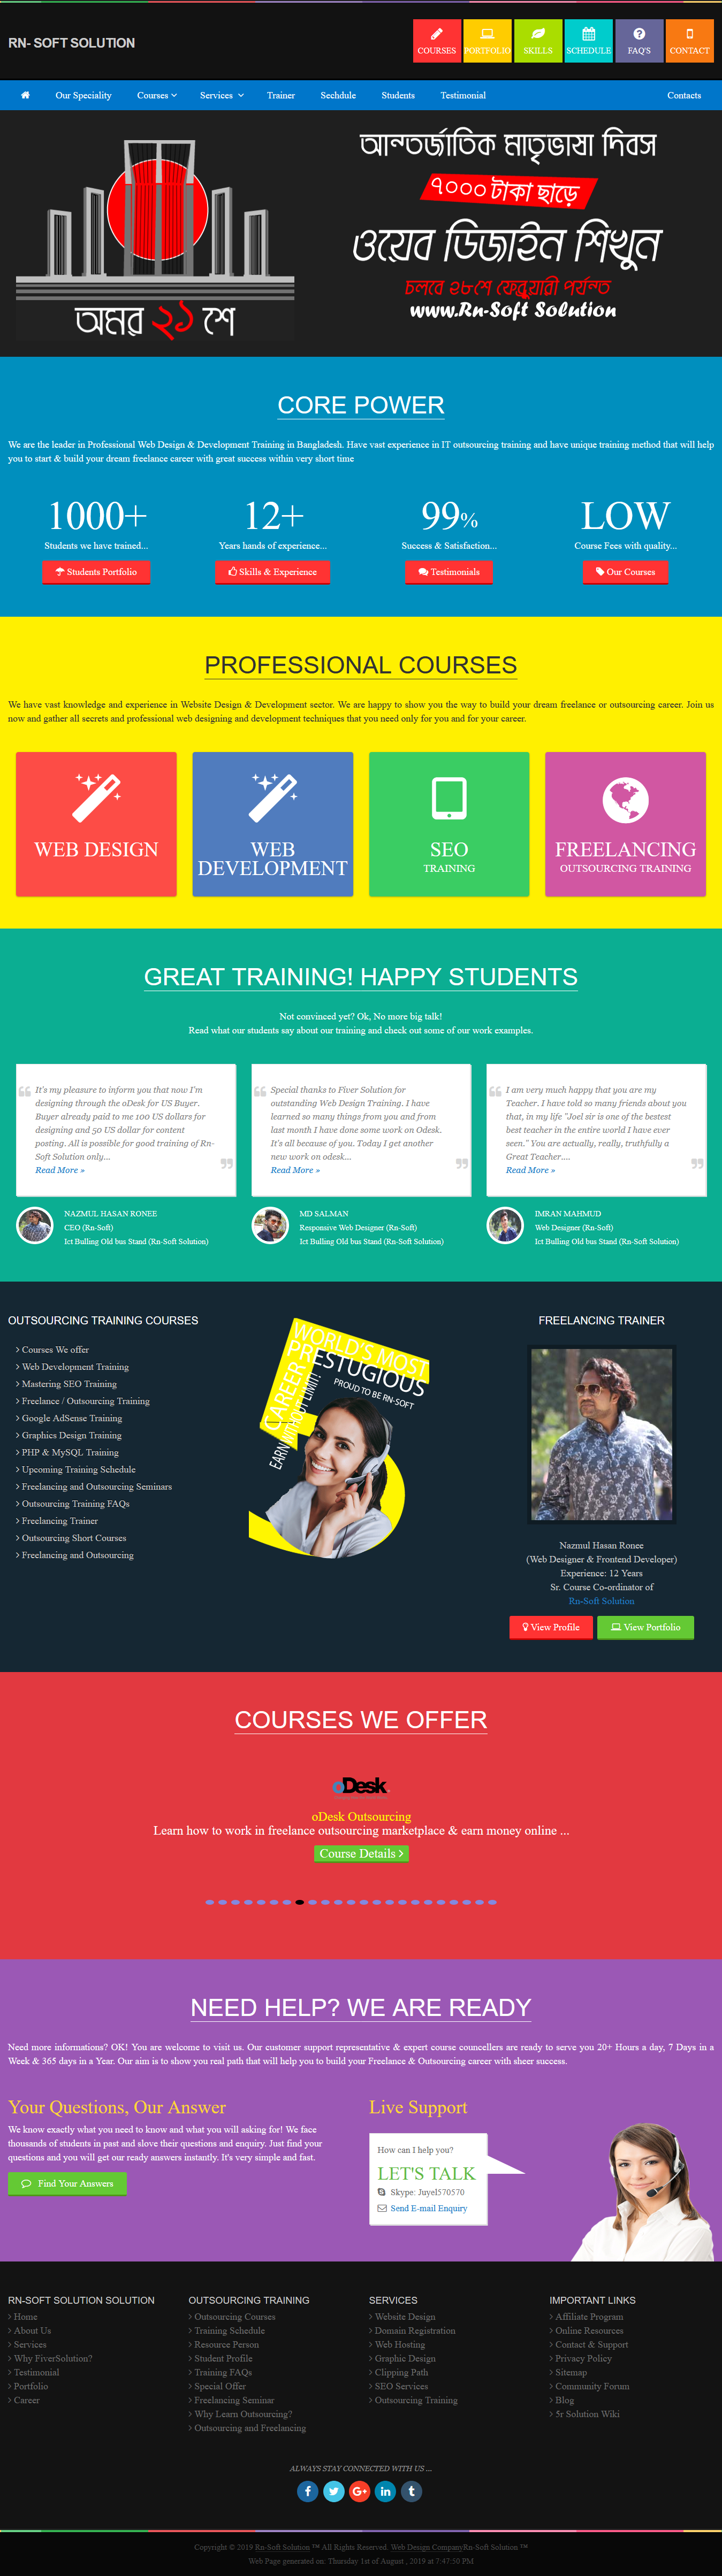 RN- SOFT SOLUTION
COURSES
PORTFOLIO
SKILLS
SCHEDULE
FAQ'S
CONTACT
Our Speciality
Courses
Services
Trainer
Sechdule
Students
Testimonial
Contacts
অমর ২১ শে
আন্তর্জাতিক মাতৃভাষা দিবস
৭০০০ টাকা ছাড়ে
ওয়েব ডিজাইন শিখুন
চলবে ২৮শে ফেব্রুয়ারী পর্যন্ত
www.Rn-Soft Solution
CORE POWER
We are the leader in Professional Web Design & Development Training in Bangladesh. Have vast experience in IT outsourcing training and have unique training method that will help
you to start & build your dream freelance career with great success within very short time
1000+
Students we have trained...
Students Portfolio
12+
Years hands of experience...
Skills & Experience
99%
Success & Satisfaction...
Testimonials
LOW
Course Fees with quality...
Our Courses
PROFESSIONAL COURSES
We have vast knowledge and experience in Website Design & Development sector. We are happy to show you the way to build your dream freelance or outsourcing career. Join us
now and gather all secrets and professional web designing and development techniques that you need only for you and for your career.
WEB DESIGN
WEB
DEVELOPMENT
SEO
TRAINING
FREELANCING
OUTSOURCING TRAINING
GREAT TRAINING! HAPPY STUDENTS
Not convinced yet? Ok, No more big talk!
Read what our students say about our training and check out some of our work examples.
It's my pleasure to inform you that now I'm
designing through the oDesk for US Buyer.
Buyer already paid to me 100 US dollars for
designing and 50 US dollar for content
posting. All is possible for good training of Rn-
Soft Solution only...
Read More »
NAZMUL HASAN RONEE
CEO (Rn-Soft)
Ict Bulling Old bus Stand (Rn-Soft Solution)
Special thanks to Fiver Solution for
outstanding Web Design Training. I have
learned so many things from you and from
last month I have done some work on Odesk.
It's all because of you. Today I get another
new work on odesk...
Read More »
MD SALMAN
Responsive Web Designer (Rn-Soft)
Ict Bulling Old bus Stand (Rn-Soft Solution)
I am very much happy that you are my
Teacher. I have told so many friends about you
that, in my life "Joel sir is one of the bestest
best teacher in the entire world I have ever
seen." You are actually, really, truthfully a
Great Teacher....
Read More »
IMRAN MAHMUD
Web Designer (Rn-Soft)
Ict Bulling Old bus Stand (Rn-Soft Solution)
OUTSOURCING TRAINING COURSES
Courses We offer
Web Development Training
Mastering SEO Training
Freelance / Outsourcing Training
Google AdSense Training
Graphics Design Training
PHP & MySQL Training
Upcoming Training Schedule
Freelancing and Outsourcing Seminars
Outsourcing Training FAQs
Freelancing Trainer
Outsourcing Short Courses
Freelancing and Outsourcing
WORLD'S MOST
PRESTUGIOUS
PROUD TO BE RN-SOFT
CAREER
EARN WITHOUT LIMIT!
FREELANCING TRAINER
Nazmul Hasan Ronee
(Web Designer & Frontend Developer)
Experience: 12 Years
Sr. Course Co-ordinator of
Rn-Soft Solution
View Profile
View Portfolio
COURSES WE OFFER
oDesk
oDesk Outsourcing
Learn how to work in freelance outsourcing marketplace & earn money online ...
Course Details
NEED HELP? WE ARE READY
Need more informations? OK! You are welcome to visit us. Our customer support representative & expert course councellers are ready to serve you 20+ Hours a day, 7 Days in a
Week & 365 days in a Year. Our aim is to show you real path that will help you to build your Freelance & Outsourcing career with sheer success.
Your Questions, Our Answer
We know exactly what you need to know and what you will asking for! We face
thousands of students in past and slove their questions and enquiry. Just find your
questions and you will get our ready answers instantly. It's very simple and fast.
Find Your Answers
Live Support
How can I help you?
LET'S TALK
Skype: Juyel570570
Send E-mail Enquiry
RN-SOFT SOLUTION SOLUTION
Home
About Us
Services
Why FiverSolution?
Testimonial
Portfolio
Career
OUTSOURCING TRAINING
Outsourcing Courses
Training Schedule
Resource Person
Student Profile
Training FAQs
Special Offer
Freelancing Seminar
Why Learn Outsourcing?
Outsourcing and Freelancing
SERVICES
Website Design
Domain Registration
Web Hosting
Graphic Design
Clipping Path
SEO Services
Outsourcing Training
IMPORTANT LINKS
Affiliate Program
Online Resources
Contact & Support
Privacy Policy
Sitemap
Community Forum
Blog
5r Solution Wiki
ALWAYS STAY CONNECTED WITH US ...
Copyright © 2019 Rn-Soft Solution ™ All Rights Reserved. Web Design CompanyRn-Soft Solution ™
Web Page generated on: Thursday 1st of August , 2019 at 7:47:50 PM